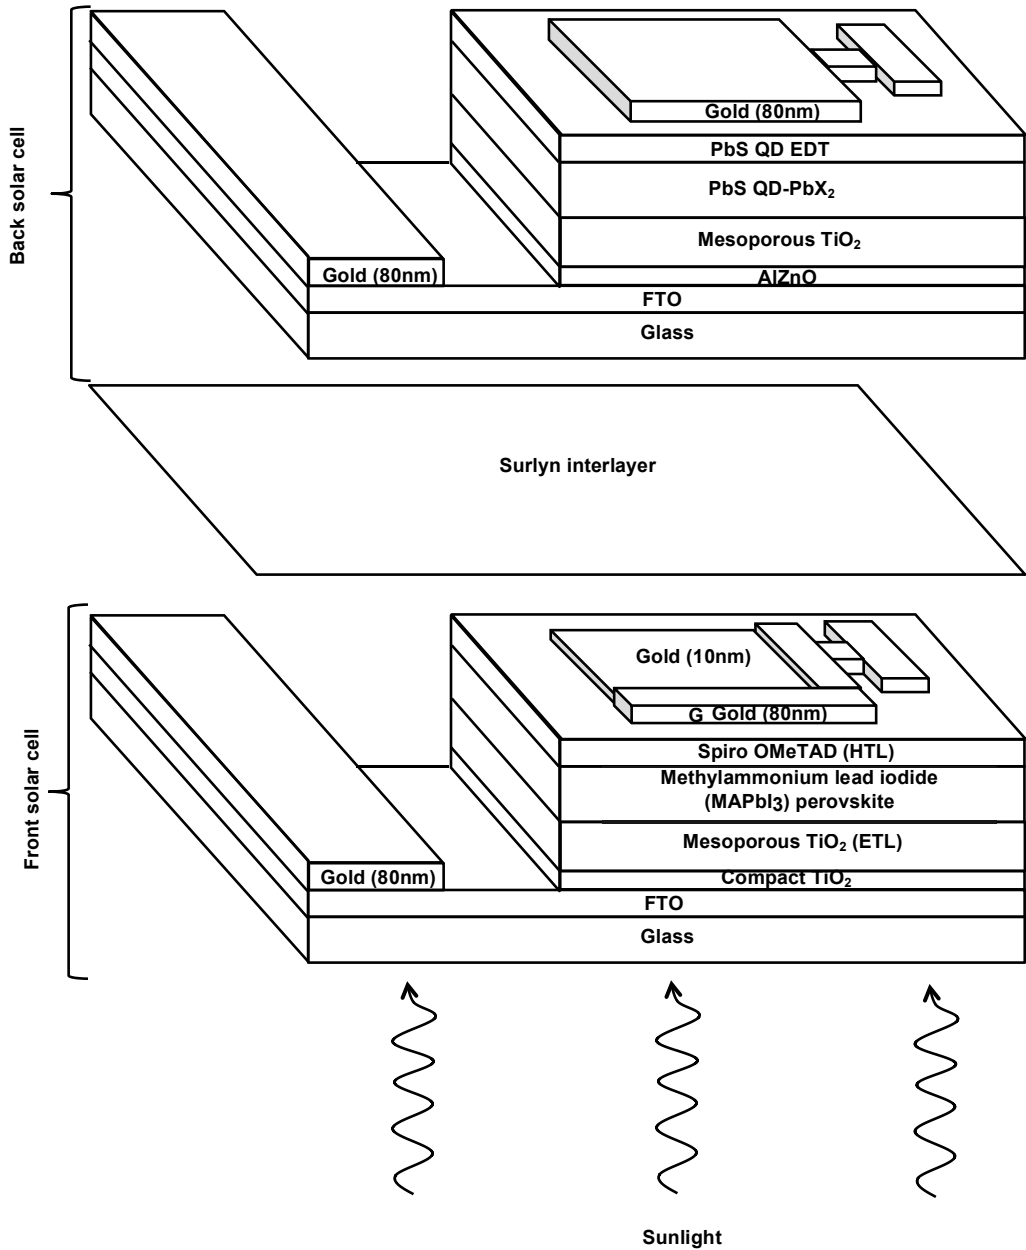 Back solar cell
Gold (80nm)
PbS QD EDT
PbS QD-PbX₂
Mesoporous TiO₂
AlZnO
Gold (80nm)
FTO
Glass
Surlyn interlayer
Front solar cell
Gold (10nm)
G Gold (80nm)
Spiro OMeTAD (HTL)
Methylammonium lead iodide
(MAPbI3) perovskite
Mesoporous TiO₂ (ETL)
Compact TiO₂
Gold (80nm)
FTO
Glass
Sunlight